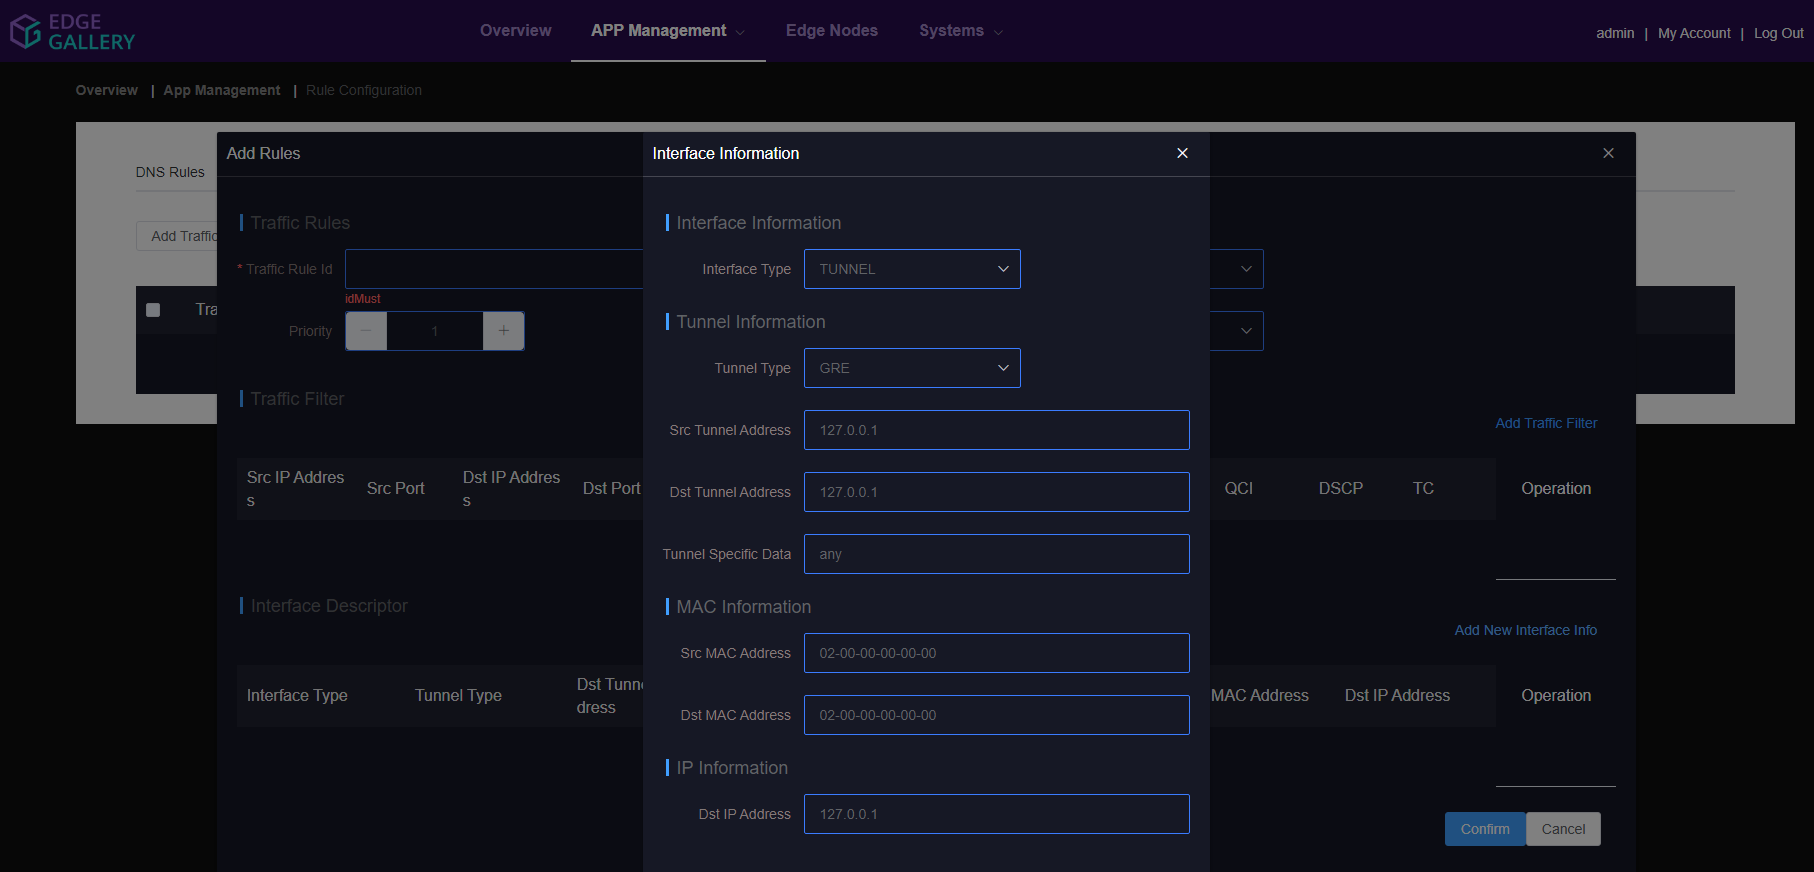 EDGE
GALLERY
Overview
APP Management
Edge Nodes
Systems
admin | My Account | Log Out
Overview | App Management | Rule Configuration
DNS Rules
Add Traffic
Tra
Add Rules
Traffic Rules
* Traffic Rule Id
idMust
Priority
− 1 +
Traffic Filter
Add Traffic Filter
Src IP Addres
s
Src Port
Dst IP Addres
s
Dst Port
QCI
DSCP
TC
Operation
Interface Descriptor
Add New Interface Info
Interface Type
Tunnel Type
Dst Tunne
dress
MAC Address
Dst IP Address
Operation
Confirm
Cancel
Interface Information
Interface Information
Interface Type TUNNEL
Tunnel Information
Tunnel Type GRE
Src Tunnel Address 127.0.0.1
Dst Tunnel Address 127.0.0.1
Tunnel Specific Data any
MAC Information
Src MAC Address 02-00-00-00-00-00
Dst MAC Address 02-00-00-00-00-00
IP Information
Dst IP Address 127.0.0.1